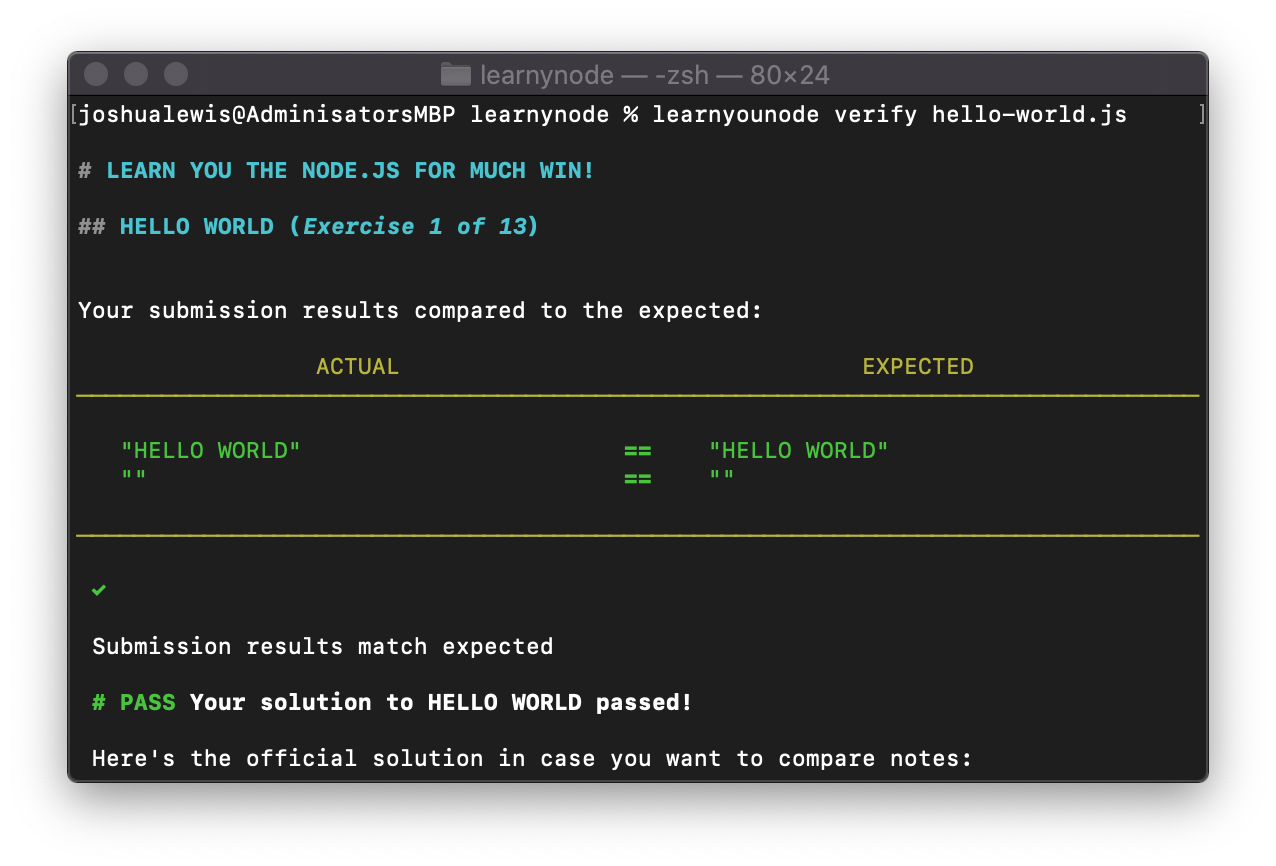 learnynode — -zsh — 80×24
[joshualewis@AdminisatorsMBP learnynode % learnyounode verify hello-world.js ]
# LEARN YOU THE NODE.JS FOR MUCH WIN!
## HELLO WORLD (Exercise 1 of 13)
Your submission results compared to the expected:
ACTUAL EXPECTED
"HELLO WORLD" == "HELLO WORLD"
"" == ""
✔
Submission results match expected
# PASS Your solution to HELLO WORLD passed!
Here's the official solution in case you want to compare notes: